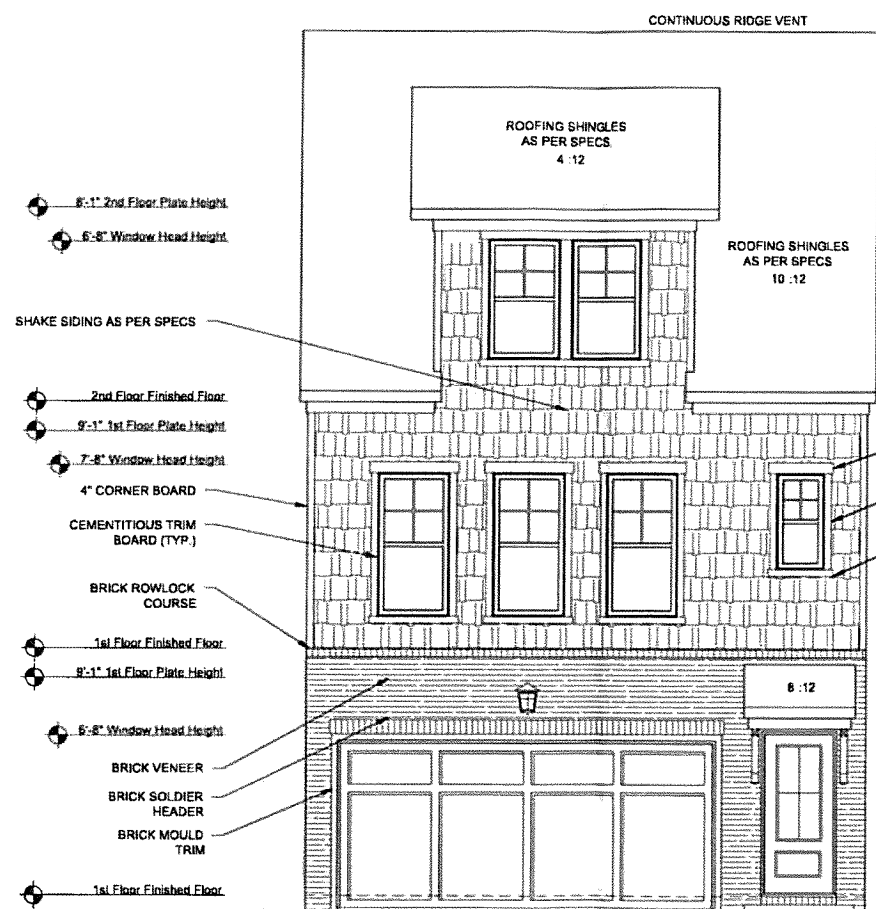 CONTINUOUS RIDGE VENT
ROOFING SHINGLES
AS PER SPECS
4 :12
8'-1" 2nd Floor Plate Height
6'-8" Window Head Height
ROOFING SHINGLES
AS PER SPECS
10 :12
SHAKE SIDING AS PER SPECS
2nd Floor Finished Floor
9'-1" 1st Floor Plate Height
7'-8" Window Head Height
4" CORNER BOARD
CEMENTITIOUS TRIM
BOARD (TYP.)
BRICK ROWLOCK
COURSE
1st Floor Finished Floor
9'-1" 1st Floor Plate Height
8 :12
6'-8" Window Head Height
BRICK VENEER
BRICK SOLDIER
HEADER
BRICK MOULD
TRIM
1st Floor Finished Floor